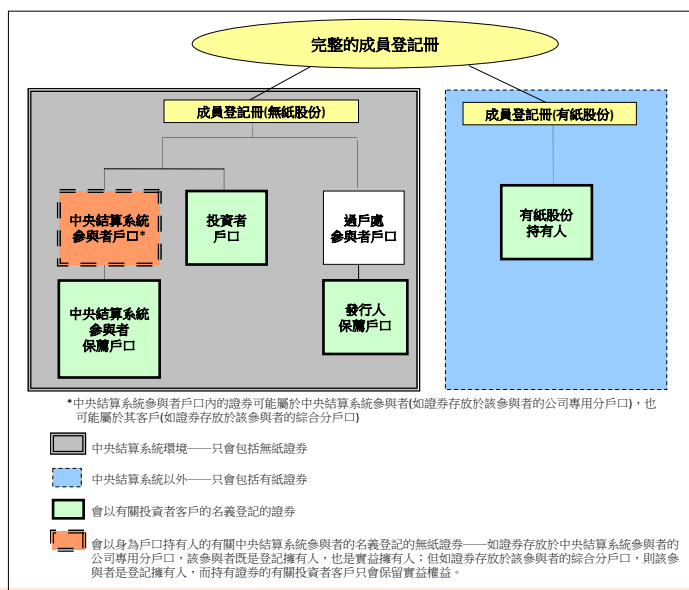 完整的成員登記冊
成員登記冊(無紙股份)
成員登記冊(有紙股份)
中央結算系統
參與者戶口*
投資者
戶口
過戶處
參與者戶口
有紙股份
持有人
中央結算系統
參與者
保薦戶口
發行人
保薦戶口
*中央結算系統參與者戶口內的證券可能屬於中央結算系統參與者(如證券存放於該參與者的公司專用分戶口)，也
可能屬於其客戶(如證券存放於該參與者的綜合分戶口)
中央結算系統環境──只會包括無紙證券
中央結算系統以外──只會包括有紙證券
會以有關投資者客戶的名義登記的證券
會以身為戶口持有人的有關中央結算系統參與者的名義登記的無紙證券──如證券存放於中央結算系統參與者的
公司專用分戶口，該參與者既是登記擁有人，也是實益擁有人；但如證券存放於該參與者的綜合分戶口，則該參
與者是登記擁有人，而持有證券的有關投資者客戶只會保留實益權益。